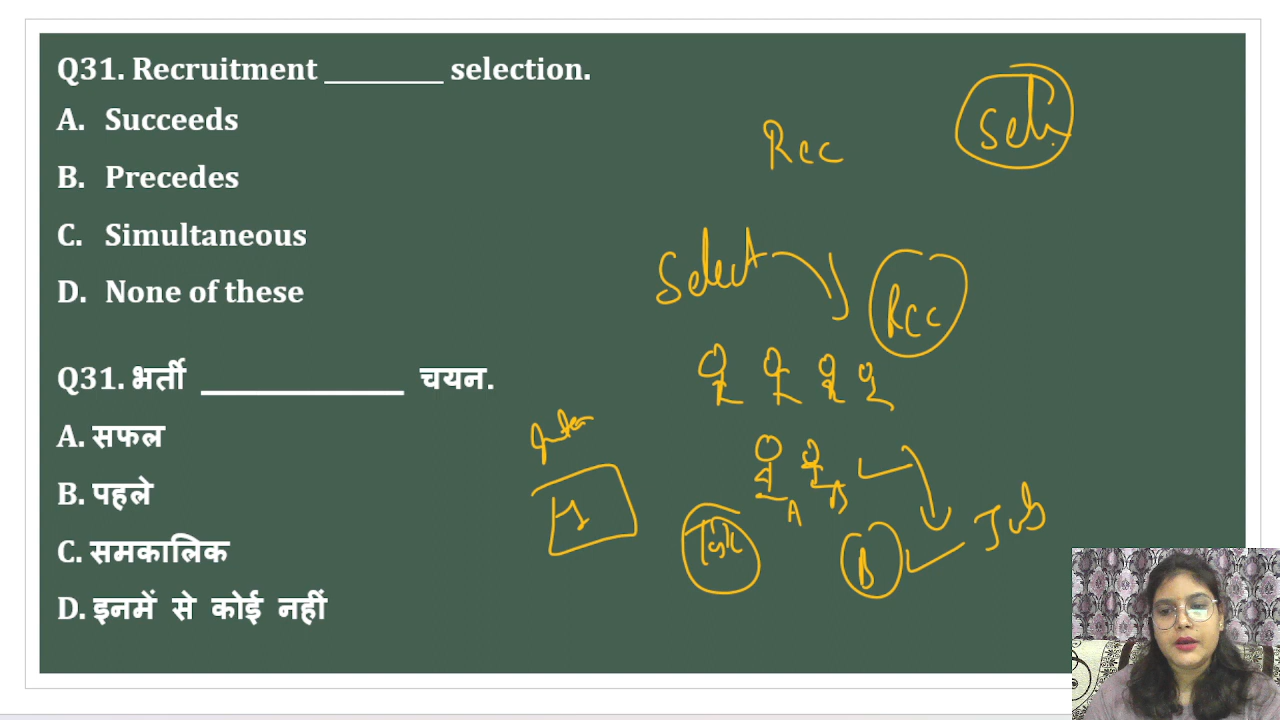 Q31. Recruitment ________ selection.
A. Succeeds
B. Precedes
C. Simultaneous
D. None of these
Q31. भर्ती ______________ चयन.
A. सफल
B. पहले
C. समकालिक
D. इनमें से कोई नहीं
Rec
Sel
Select
Rec
A
B
B
Job